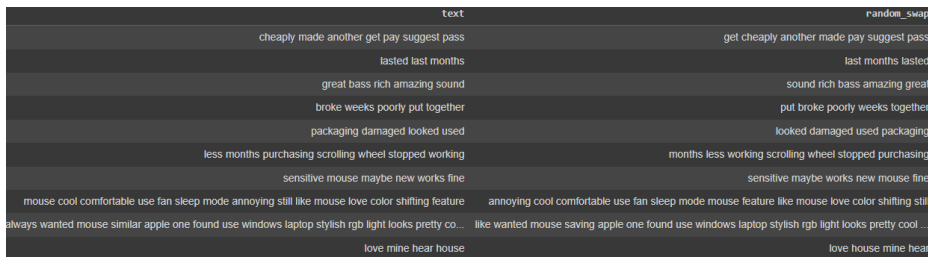 text random_swap
cheaply made another get pay suggest pass get cheaply another made pay suggest pass
lasted last months last months lasted
great bass rich amazing sound sound rich bass amazing great
broke weeks poorly put together put broke poorly weeks together
packaging damaged looked used looked damaged used packaging
less months purchasing scrolling wheel stopped working months less working scrolling wheel stopped purchasing
sensitive mouse maybe new works fine sensitive maybe works new mouse fine
mouse cool comfortable use fan sleep mode annoying still like mouse love color shifting feature annoying cool comfortable use fan sleep mode mouse feature like mouse love color shifting still
always wanted mouse similar apple one found use windows laptop stylish rgb light looks pretty co... like wanted mouse saving apple one found use windows laptop stylish rgb light looks pretty cool ...
love mine hear house love house mine hear